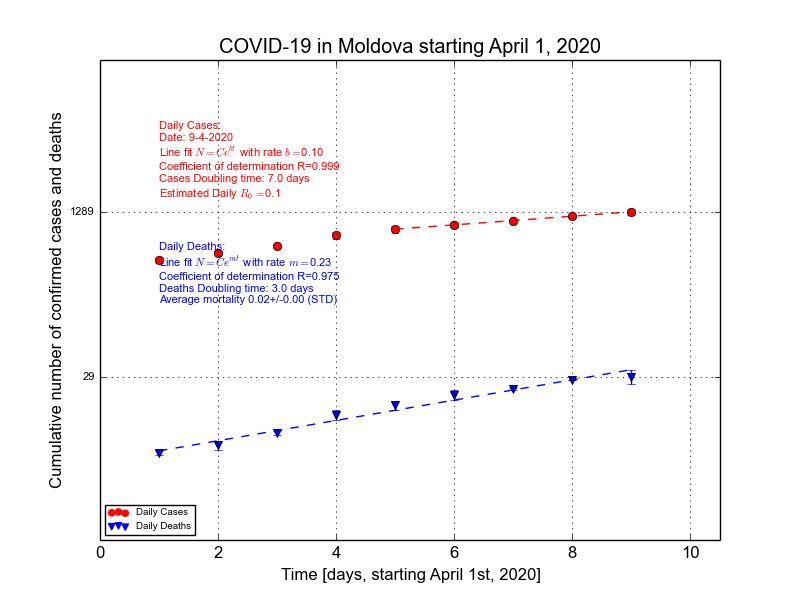 COVID-19 in Moldova starting April 1, 2020
Cumulative number of confirmed cases and deaths
Daily Cases:
Date: 9-4-2020
Line fit N = Ce^{bt} with rate b=0.10
Coefficient of determination R=0.999
Cases Doubling time: 7.0 days
Estimated Daily R_0 =0.1
1289
Daily Deaths:
Line fit N = Ce^{mt} with rate m=0.23
Coefficient of determination R=0.975
Deaths Doubling time: 3.0 days
Average mortality 0.02+/-0.00 (STD)
29
Daily Cases
Daily Deaths
0 2 4 6 8 10
Time [days, starting April 1st, 2020]